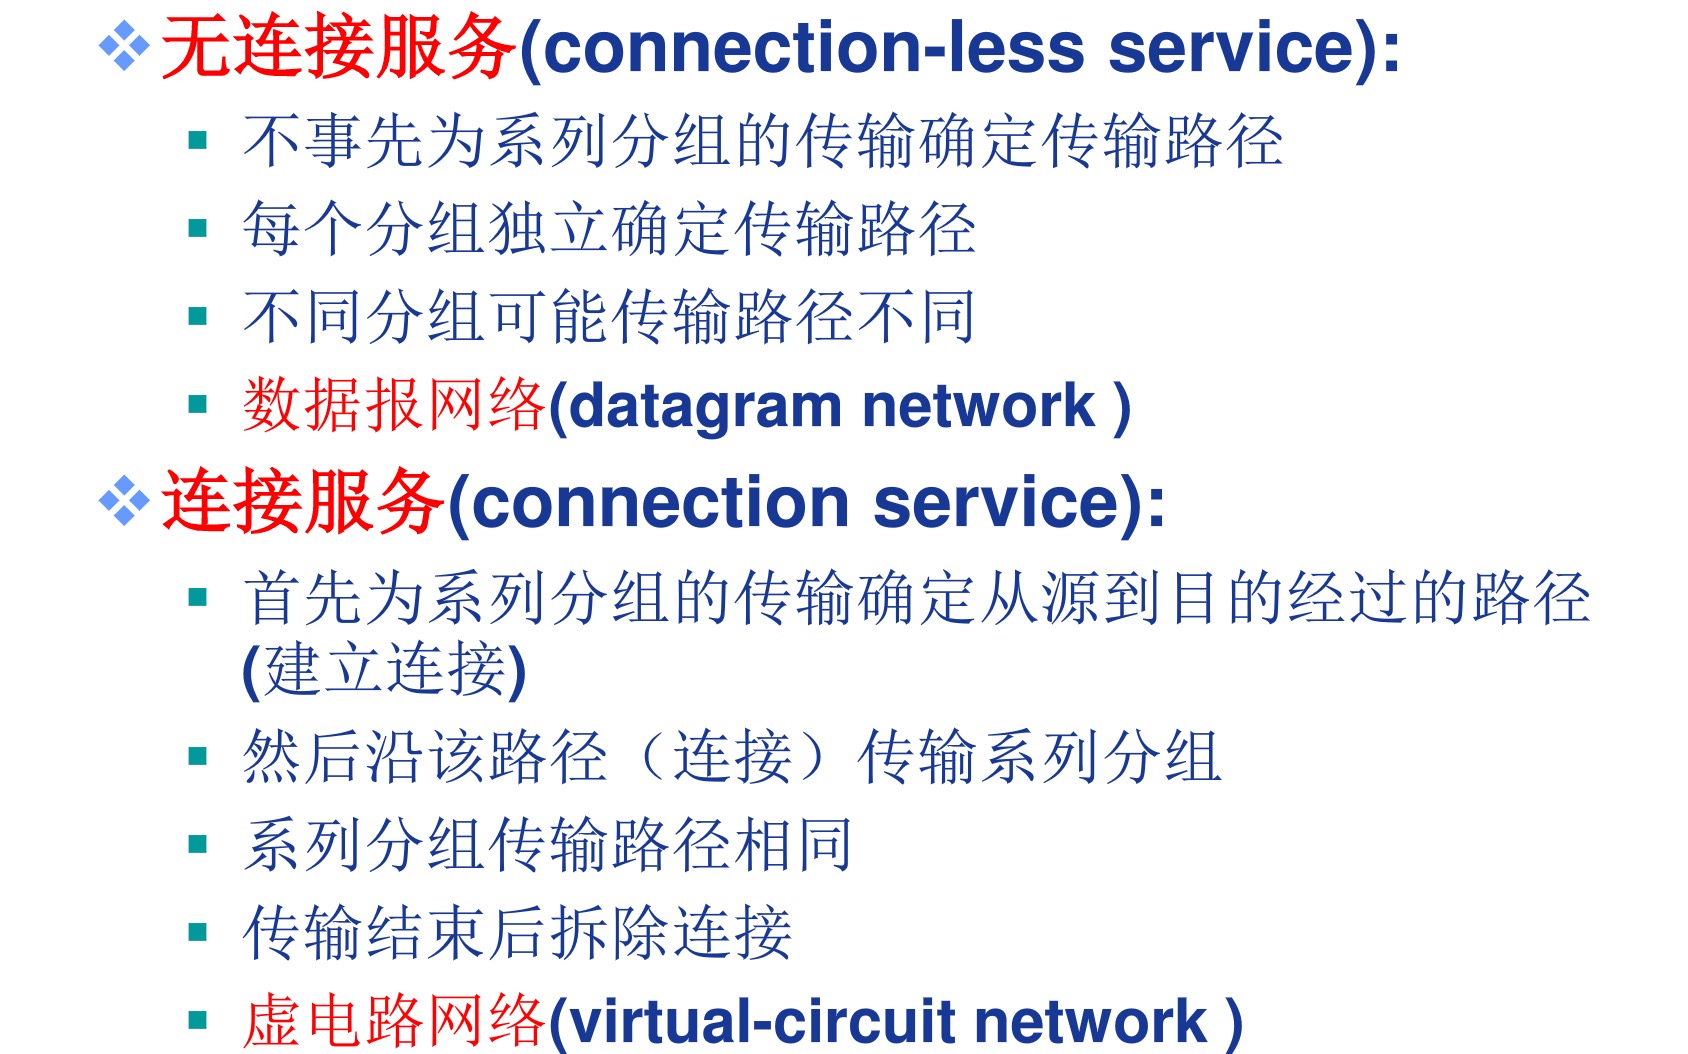 无连接服务(connection-less service):
不事先为系列分组的传输确定传输路径
每个分组独立确定传输路径
不同分组可能传输路径不同
数据报网络(datagram network )
连接服务(connection service):
首先为系列分组的传输确定从源到目的经过的路径
(建立连接)
然后沿该路径（连接）传输系列分组
系列分组传输路径相同
传输结束后拆除连接
虚电路网络(virtual-circuit network )